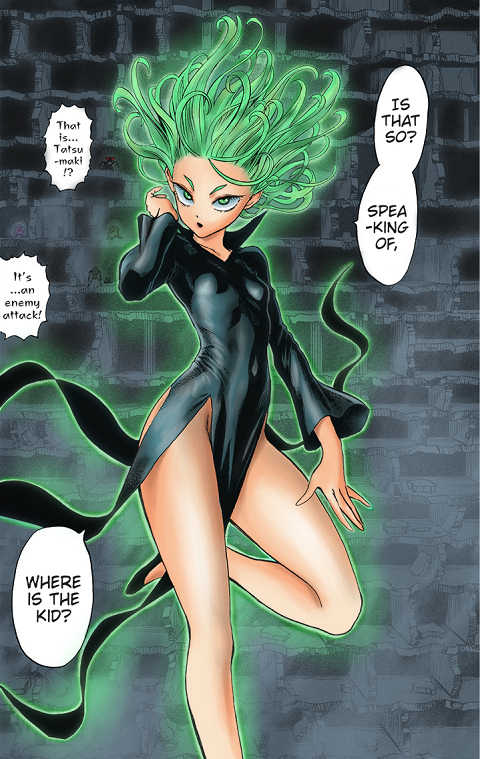 IS
THAT
SO?
SPEA
-KING
OF,
That
is...
Tatsu
-maki
!?
It's
...an
enemy
attack!
WHERE
IS THE
KID?